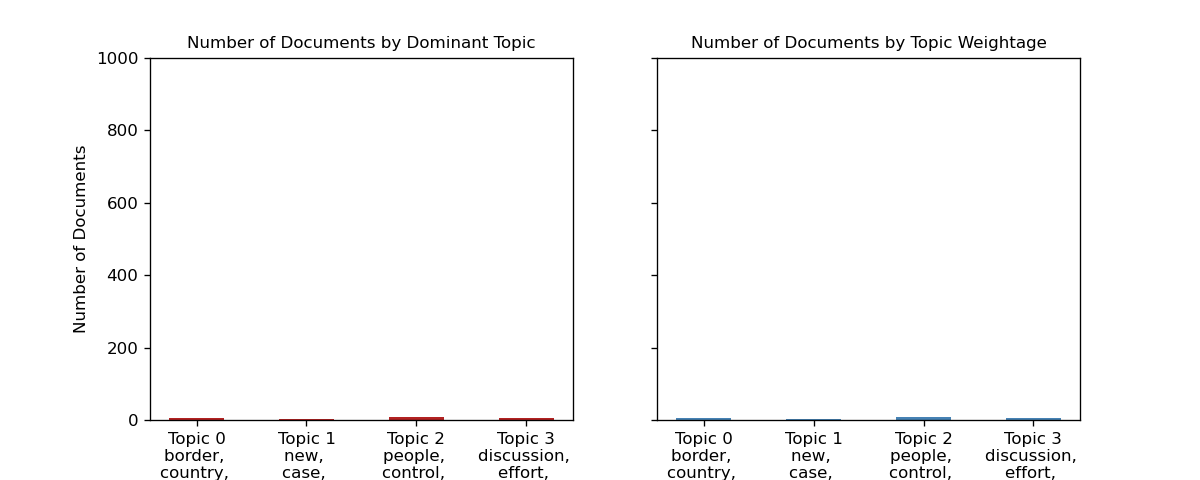 Number of Documents by Dominant Topic
Number of Documents
1000
800
600
400
200
0
Topic 0
border,
country,
Topic 1
new,
case,
Topic 2
people,
control,
Topic 3
discussion,
effort,
Number of Documents by Topic Weightage
Topic 0
border,
country,
Topic 1
new,
case,
Topic 2
people,
control,
Topic 3
discussion,
effort,